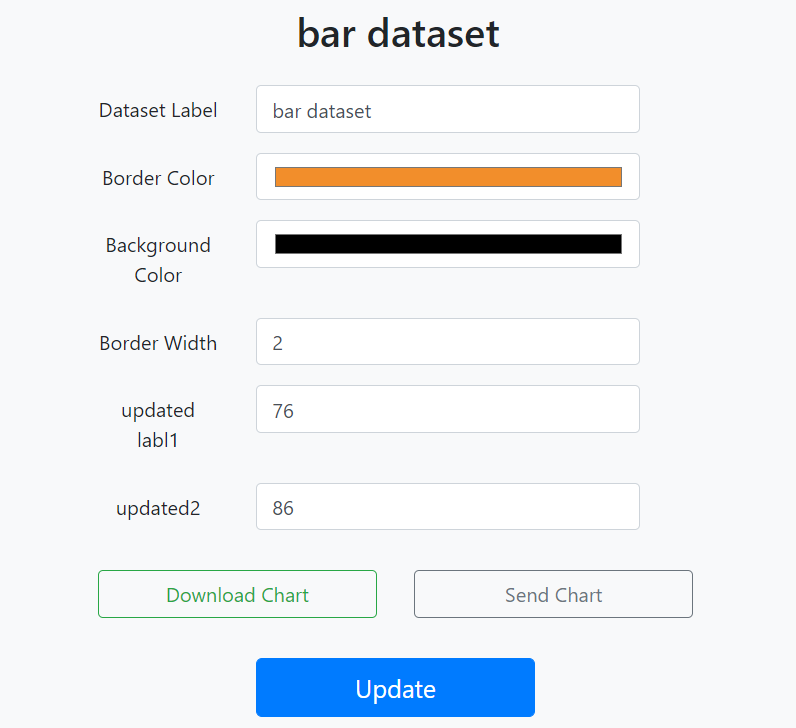 bar dataset
Dataset Label
bar dataset
Border Color
Background
Color
Border Width
2
updated
labl1
76
updated2
86
Download Chart
Send Chart
Update